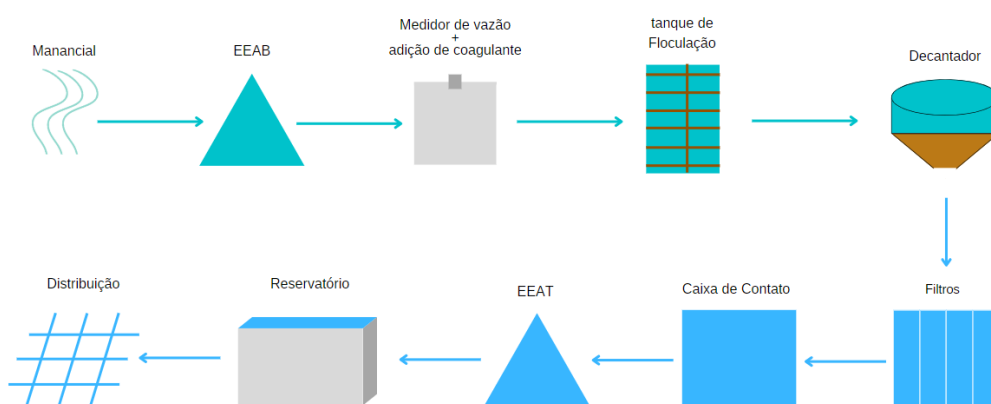 Manancial
EEAB
Medidor de vazão
+
adição de coagulante
tanque de
Floculação
Decantador
Distribuição
Reservatório
EEAT
Caixa de Contato
Filtros